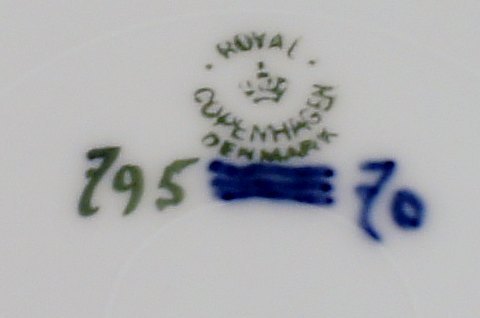 ROYAL
COPENHAGEN
DENMARK
795 70